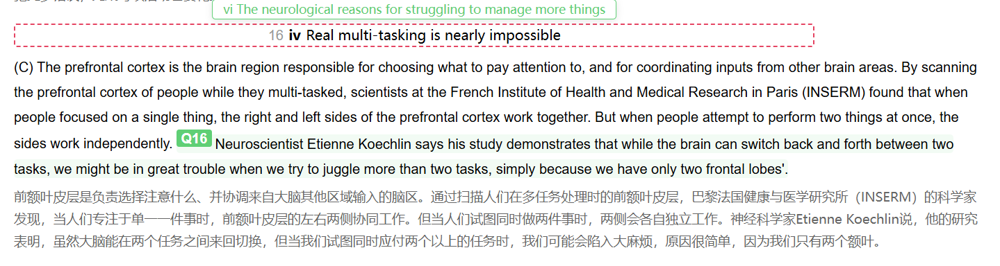 vi The neurological reasons for struggling to manage more things
16 iv Real multi-tasking is nearly impossible
(C) The prefrontal cortex is the brain region responsible for choosing what to pay attention to, and for coordinating inputs from other brain areas. By scanning
the prefrontal cortex of people while they multi-tasked, scientists at the French Institute of Health and Medical Research in Paris (INSERM) found that when
people focused on a single thing, the right and left sides of the prefrontal cortex work together. But when people attempt to perform two things at once, the
sides work independently. Q16 Neuroscientist Etienne Koechlin says his study demonstrates that while the brain can switch back and forth between two
tasks, we might be in great trouble when we try to juggle more than two tasks, simply because we have only two frontal lobes'.
前额叶皮层是负责选择注意什么、并协调来自大脑其他区域输入的脑区。通过扫描人们在多任务处理时的前额叶皮层，巴黎法国健康与医学研究所（INSERM）的科学家
发现，当人们专注于单一一件事时，前额叶皮层的左右两侧协同工作。但当人们试图同时做两件事时，两侧会各自独立工作。神经科学家Etienne Koechlin说，他的研究
表明，虽然大脑能在两个任务之间来回切换，但当我们试图同时应付两个以上的任务时，我们可能会陷入大麻烦，原因很简单，因为我们只有两个额叶。